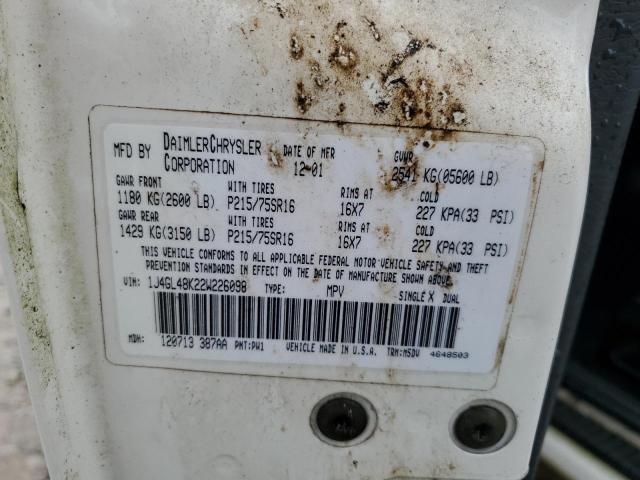 MFD BY DAIMLERCHRYSLER CORPORATION DATE OF MFR 12-01 GVWR 2541 KG(05600 LB)
GAWR FRONT WITH TIRES RIMS AT COLD
1180 KG(2600 LB) P215/75SR16 16X7 227 KPA(33 PSI)
GAWR REAR WITH TIRES RIMS AT COLD
1429 KG(3150 LB) P215/75SR16 16X7 227 KPA(33 PSI)
THIS VEHICLE CONFORMS TO ALL APPLICABLE FEDERAL MOTOR VEHICLE SAFETY AND THEFT
PREVENTION STANDARDS IN EFFECT ON THE DATE OF MANUFACTURE SHOWN ABOVE.
VIN: 1J4GL48K22W226098 TYPE: MPV SINGLE X DUAL
MDH: 120713 387AA PNT:PW1 VEHICLE MADE IN U.S.A. TRM:MSDV 4648503